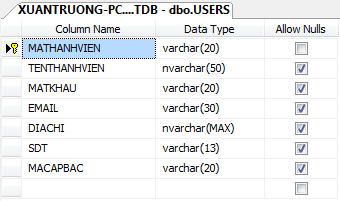 XUANTRUONG-PC....TDB - dbo.USERS
Column Name Data Type Allow Nulls
MATHANHVIEN varchar(20)
TENTHANHVIEN nvarchar(50)
MATKHAU varchar(20)
EMAIL varchar(30)
DIACHI nvarchar(MAX)
SDT varchar(13)
MACAPBAC varchar(20)